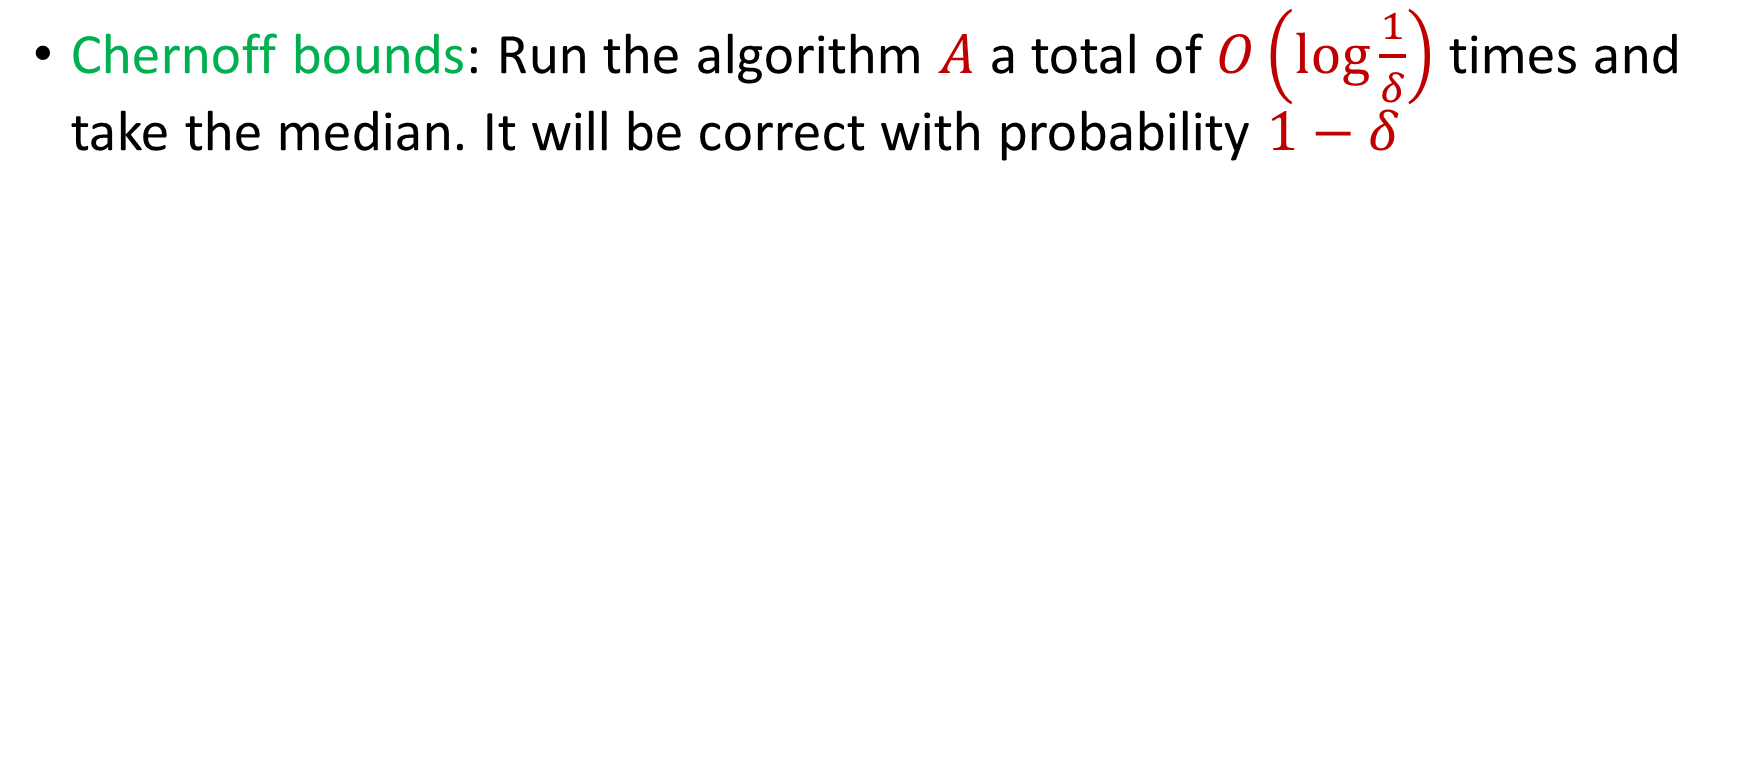 • Chernoff bounds: Run the algorithm A a total of O(log 1/δ) times and
take the median. It will be correct with probability 1 − δ